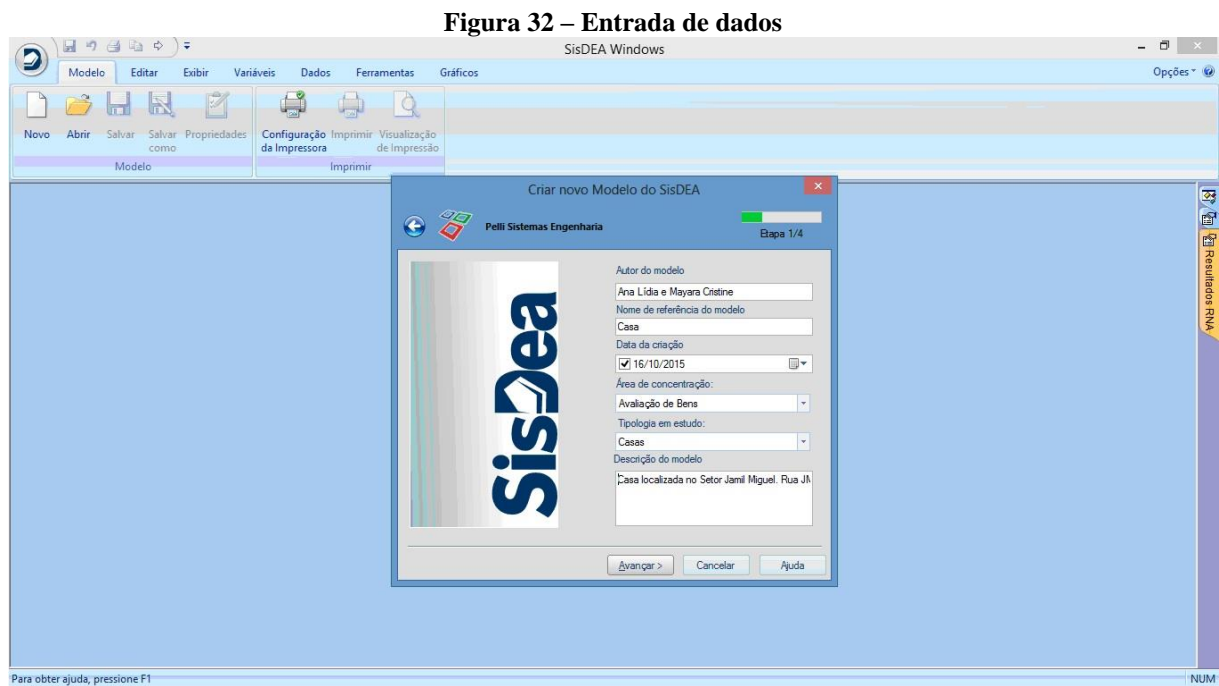 Figura 32 – Entrada de dados
SisDEA Windows
Modelo Editar Exibir Variáveis Dados Ferramentas Gráficos Opções
Novo Abrir Salvar Salvar como Propriedades Configuração da Impressora Imprimir Visualização de Impressão
Modelo Imprimir
Criar novo Modelo do SisDEA
Pelli Sistemas Engenharia
Etapa 1/4
SisDea
Autor do modelo
Ana Lídia e Mayara Cristine
Nome de referência do modelo
Casa
Data da criação
16/10/2015
Área de concentração:
Avaliação de Bens
Tipologia em estudo:
Casas
Descrição do modelo
Casa localizada no Setor Jamil Miguel. Rua JM
Avançar > Cancelar Ajuda
Resultados RNA
Para obter ajuda, pressione F1
NUM